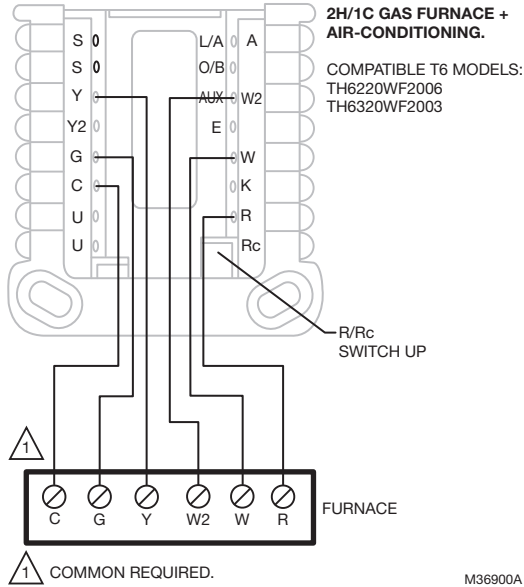 2H/1C GAS FURNACE +
AIR-CONDITIONING.
COMPATIBLE T6 MODELS:
TH6220WF2006
TH6320WF2003
S L/A A
S O/B
Y AUX W2
Y2 E
G W
C K
U R
U Rc
R/Rc
SWITCH UP
1
C G Y W2 W R
FURNACE
1 COMMON REQUIRED.
M36900A